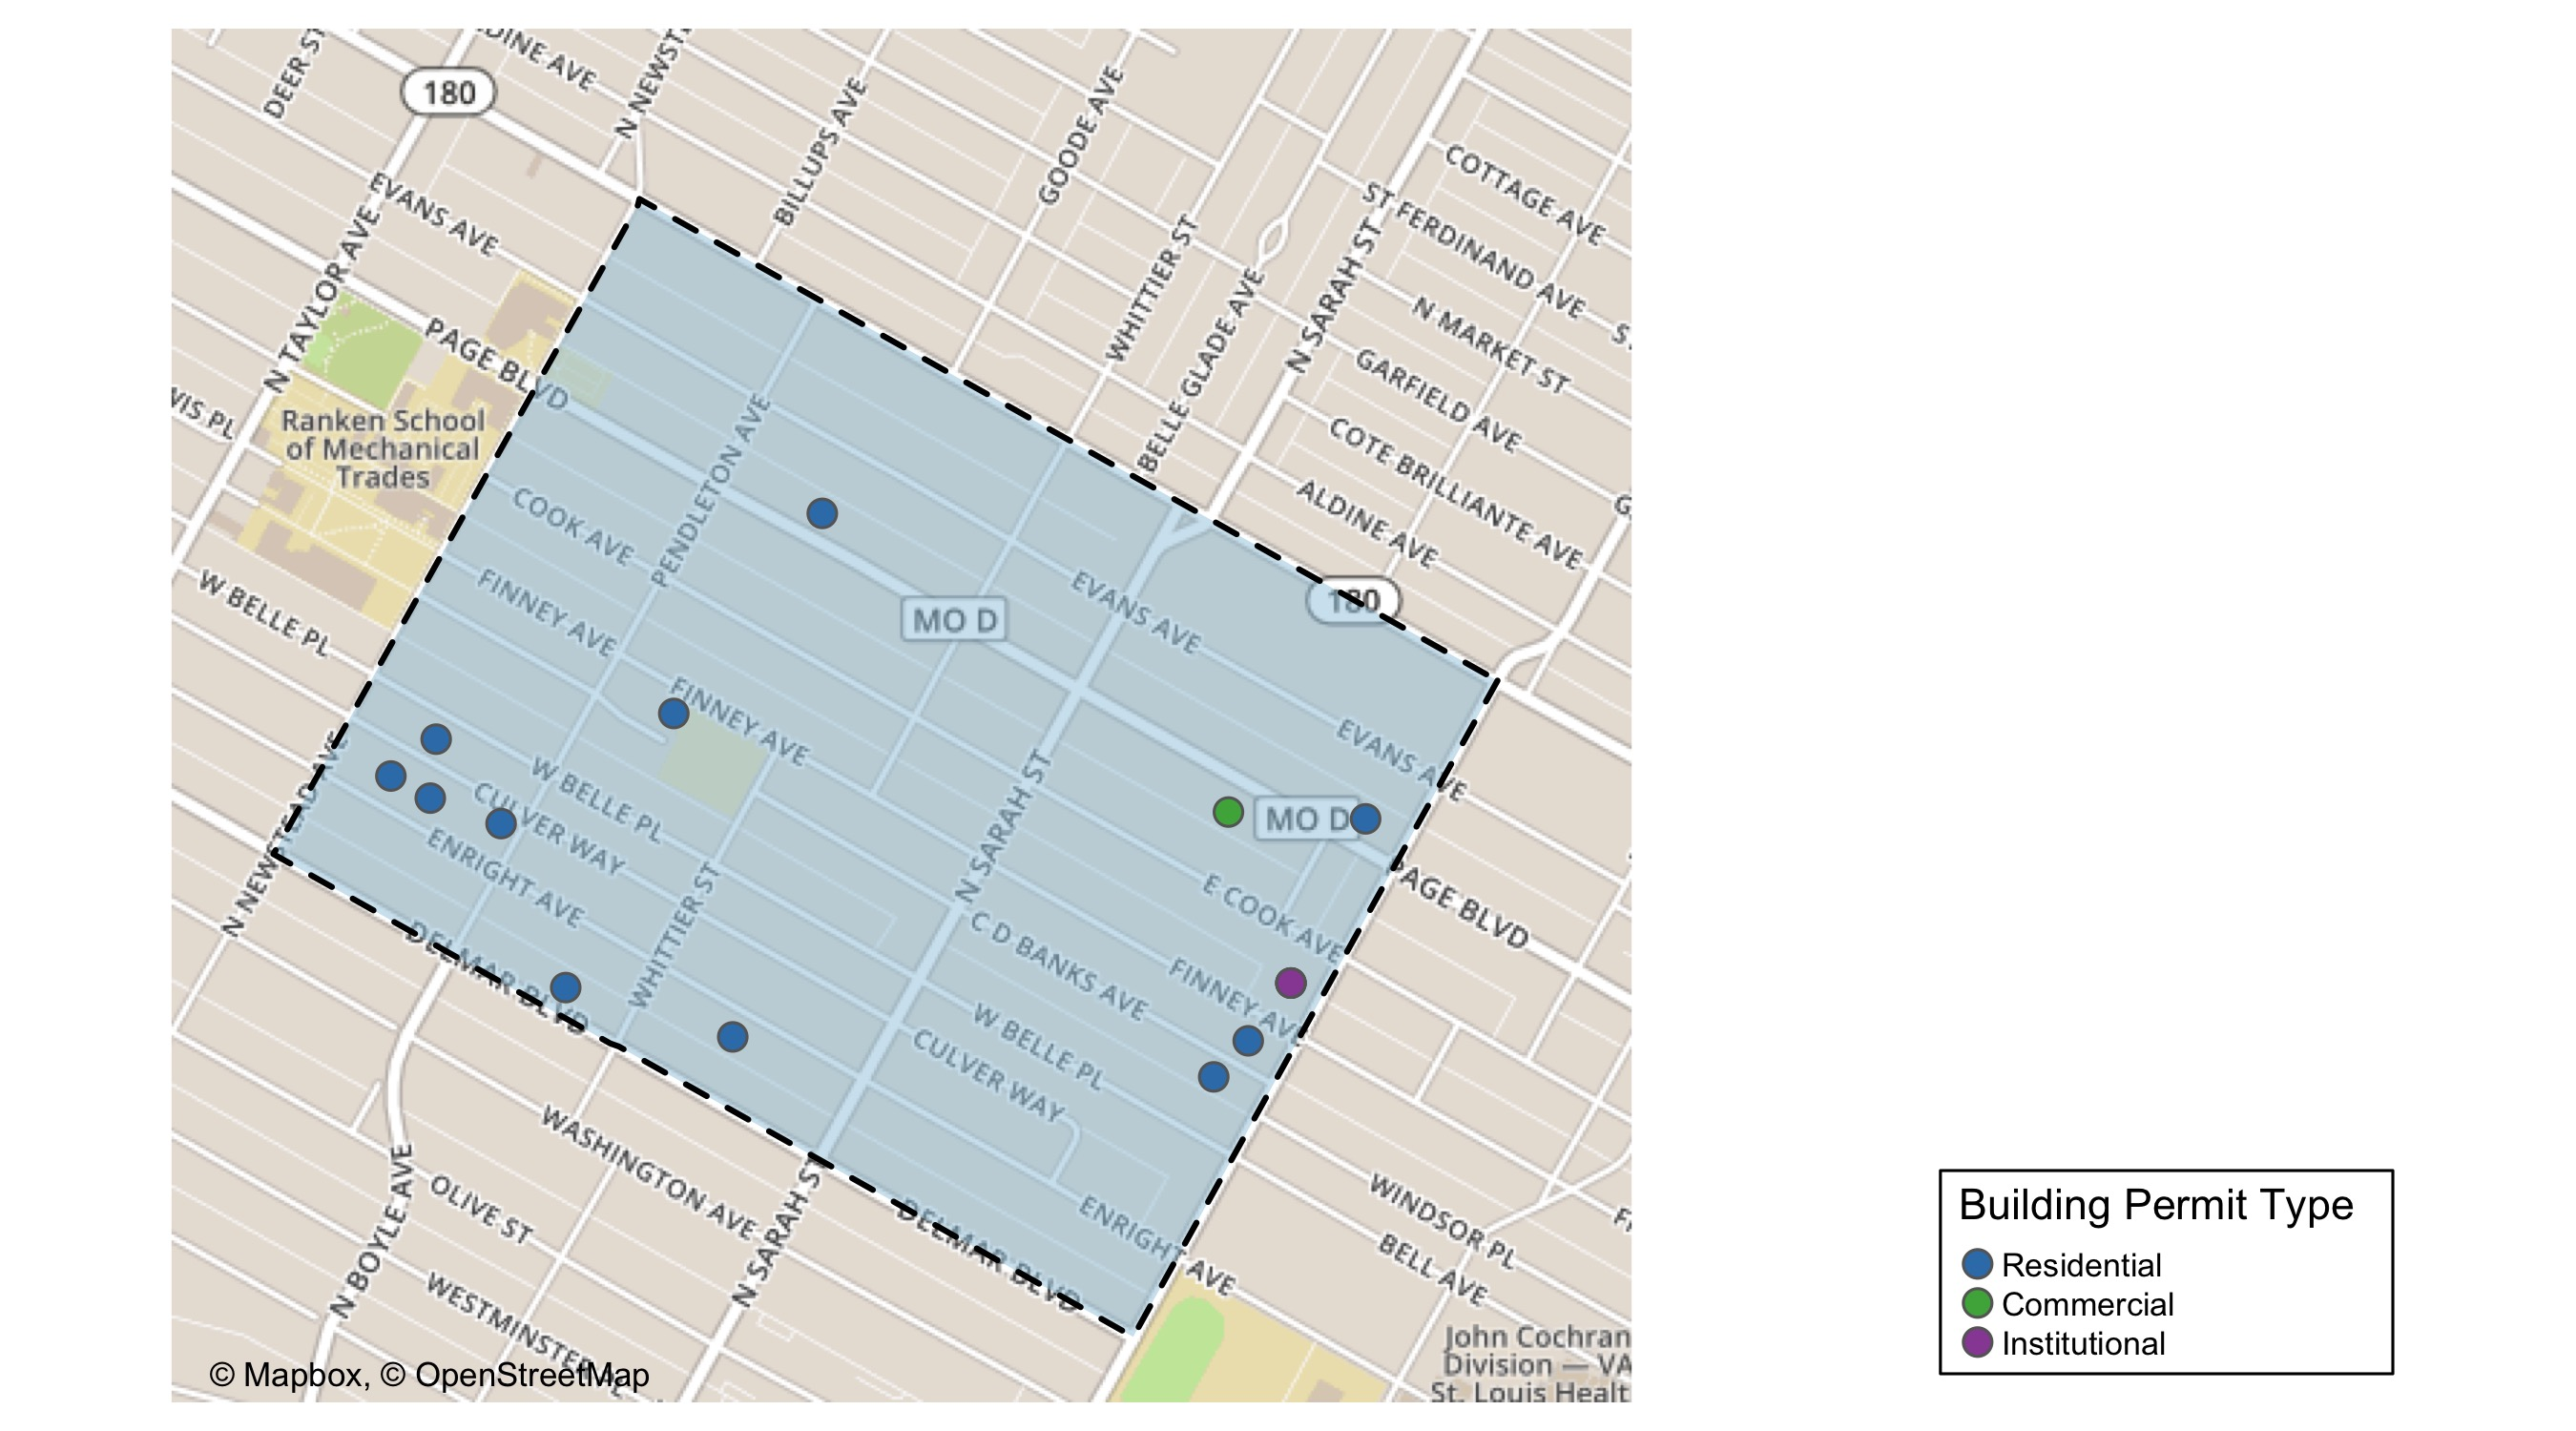 DEER ST
DINE AVE
N NEWST
180
BILLUPS AVE
GOODE AVE
COTTAGE AVE
EVANS AVE
ST FERDINAND AVE
N TAYLOR AVE
WHITTIER ST
BELLE GLADE AVE
N SARAH ST
N MARKET ST
PAGE BLVD
GARFIELD AVE
VIS PL
Ranken School
of Mechanical
Trades
PENDLETON AVE
COTE BRILLIANTE AVE
COOK AVE
ALDINE AVE
W BELLE PL
FINNEY AVE
MO D
EVANS AVE
180
FINNEY AVE
EVANS AVE
N NEWSTEAD AVE
W BELLE PL
CULVER WAY
N SARAH ST
MO D
ENRIGHT AVE
E COOK AVE
PAGE BLVD
WHITTIER ST
C D BANKS AVE
DELMAR BLVD
FINNEY AVE
W BELLE PL
CULVER WAY
WASHINGTON AVE
N BOYLE AVE
OLIVE ST
N SARAH ST
DELMAR BLVD
ENRIGHT AVE
WINDSOR PL
BELL AVE
WESTMINSTER PL
John Cochran
Division — VA
St. Louis Healt
© Mapbox, © OpenStreetMap
Building Permit Type
Residential
Commercial
Institutional